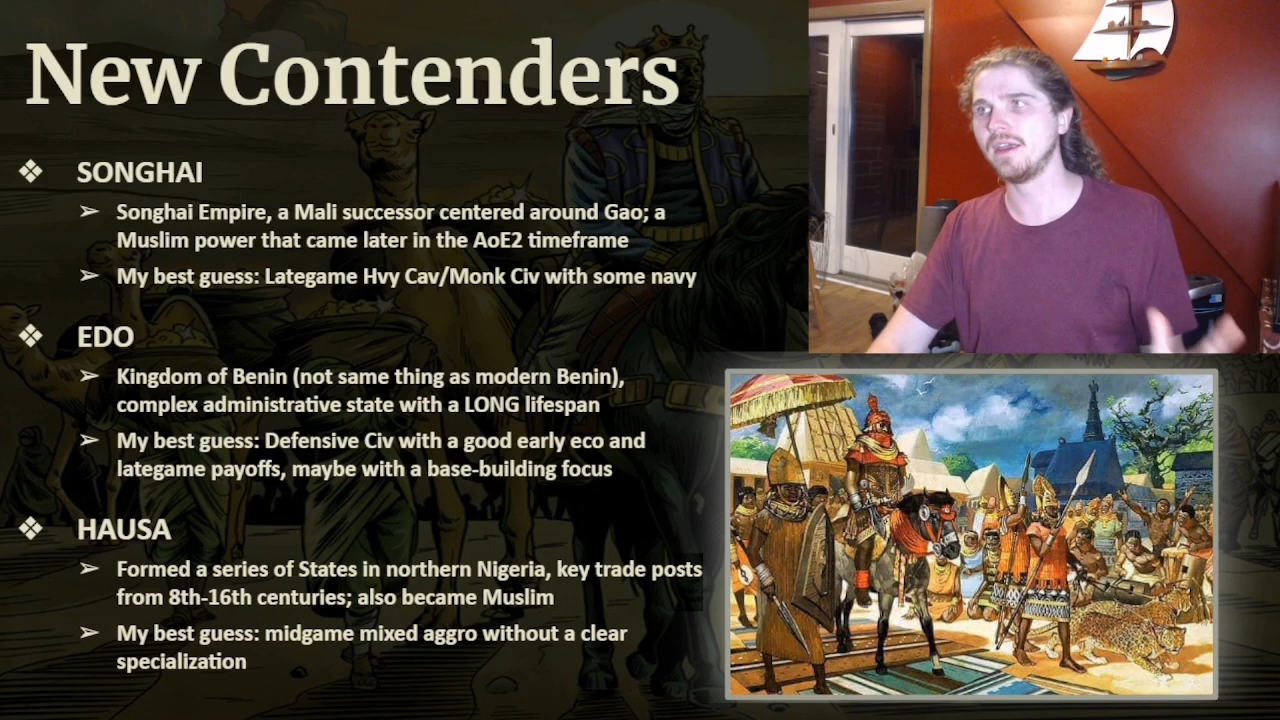 New Contenders
SONGHAI
Songhai Empire, a Mali successor centered around Gao; a
Muslim power that came later in the AoE2 timeframe
My best guess: Lategame Hvy Cav/Monk Civ with some navy
EDO
Kingdom of Benin (not same thing as modern Benin),
complex administrative state with a LONG lifespan
My best guess: Defensive Civ with a good early eco and
lategame payoffs, maybe with a base-building focus
HAUSA
Formed a series of States in northern Nigeria, key trade posts
from 8th-16th centuries; also became Muslim
My best guess: midgame mixed aggro without a clear
specialization